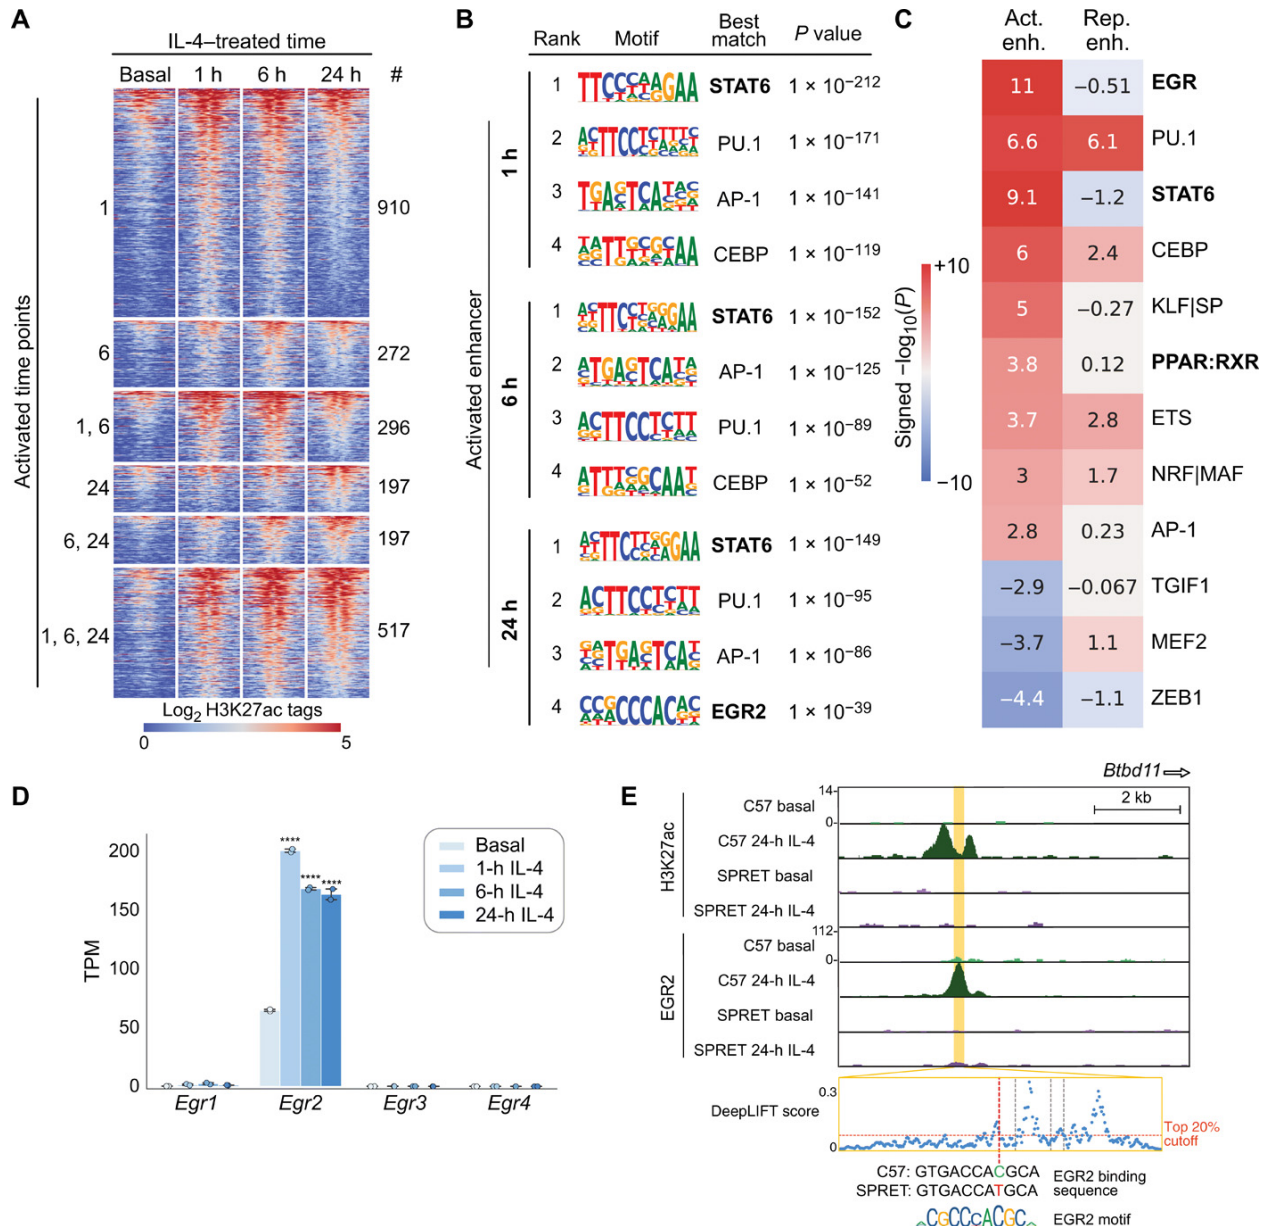 A
IL-4–treated time
Basal 1 h 6 h 24 h #
Activated time points
1 910
6 272
1, 6 296
24 197
6, 24 197
1, 6, 24 517
Log2 H3K27ac tags
0 5
B
Rank Motif Best match P value
Activated enhancer
1 h
1 STAT6 1 × 10−212
2 PU.1 1 × 10−171
3 AP-1 1 × 10−141
4 CEBP 1 × 10−119
6 h
1 STAT6 1 × 10−152
2 AP-1 1 × 10−125
3 PU.1 1 × 10−89
4 CEBP 1 × 10−52
24 h
1 STAT6 1 × 10−149
2 PU.1 1 × 10−95
3 AP-1 1 × 10−86
4 EGR2 1 × 10−39
C
Act. enh. Rep. enh.
11 −0.51 EGR
6.6 6.1 PU.1
9.1 −1.2 STAT6
6 2.4 CEBP
5 −0.27 KLF|SP
3.8 0.12 PPAR:RXR
3.7 2.8 ETS
3 1.7 NRF|MAF
2.8 0.23 AP-1
−2.9 −0.067 TGIF1
−3.7 1.1 MEF2
−4.4 −1.1 ZEB1
+10
Signed −log10(P)
−10
D
TPM
200
150
100
50
0
**** **** ****
Egr1 Egr2 Egr3 Egr4
Basal
1-h IL-4
6-h IL-4
24-h IL-4
E
Btbd11
2 kb
H3K27ac
14
0
C57 basal
C57 24-h IL-4
SPRET basal
SPRET 24-h IL-4
EGR2
112
0
C57 basal
C57 24-h IL-4
SPRET basal
SPRET 24-h IL-4
DeepLIFT score
0.3
0
Top 20% cutoff
C57: GTGACCACGCA
SPRET: GTGACCATGCA
EGR2 binding sequence
EGR2 motif